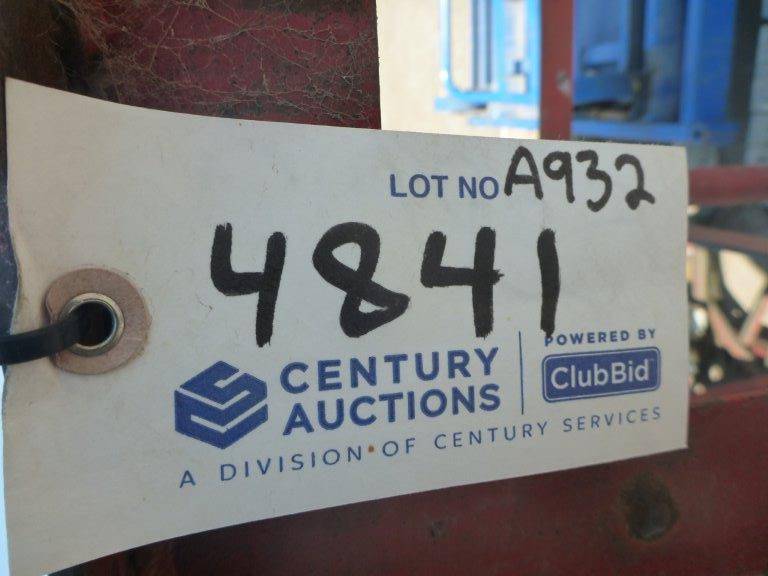 LOT NO A932
4841
CENTURY
AUCTIONS
POWERED BY
ClubBid
A DIVISION OF CENTURY SERVICES